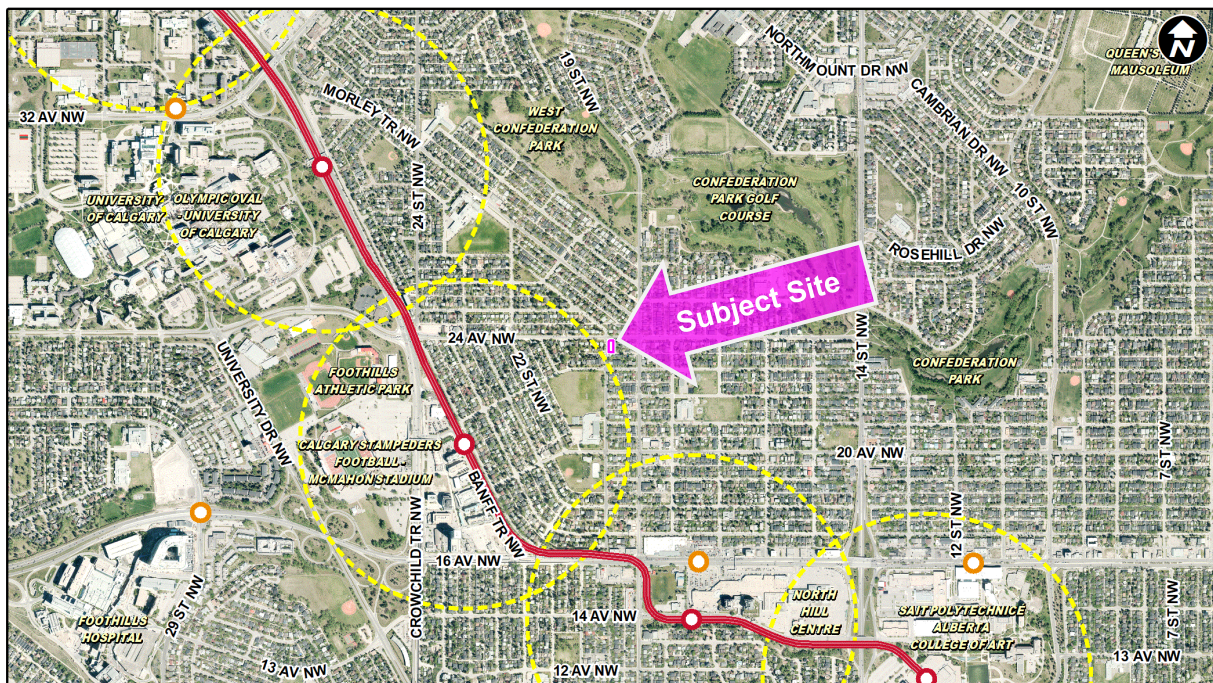 N
NORTHMOUNT DR NW
19 ST NW
QUEEN'S
MAUSOLEUM
CAMBRIAN DR NW
MORLEY TR NW
WEST
CONFEDERATION
PARK
32 AV NW
24 ST NW
CONFEDERATION
PARK GOLF
COURSE
10 ST NW
UNIVERSITY
OF CALGARY
OLYMPIC OVAL
-UNIVERSITY
OF CALGARY
ROSEHILL DR NW
Subject Site
24 AV NW
14 ST NW
22 ST NW
UNIVERSITY DR NW
FOOTHILLS
ATHLETIC PARK
CONFEDERATION
PARK
CALGARY STAMPEDERS
FOOTBALL -
MCMAHON STADIUM
20 AV NW
7 ST NW
BANFF TR NW
CROWCHILD TR NW
12 ST NW
16 AV NW
29 ST NW
FOOTHILLS
HOSPITAL
14 AV NW
NORTH
HILL
CENTRE
SAIT POLYTECHNICE
ALBERTA
COLLEGE OF ART
7 ST NW
13 AV NW
12 AV NW
13 AV NW